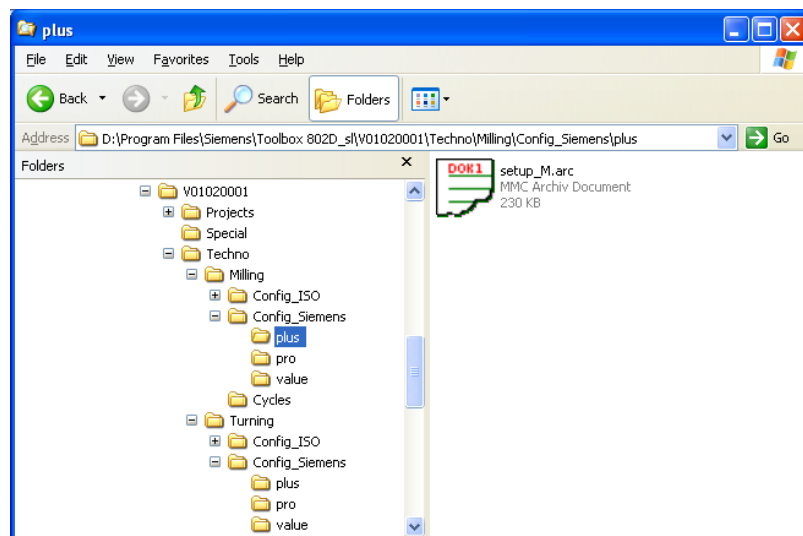 plus
File Edit View Favorites Tools Help
Back Search Folders
Address D:\Program Files\Siemens\Toolbox 802D_sl\V01020001\Techno\Milling\Config_Siemens\plus Go
Folders
V01020001
Projects
Special
Techno
Milling
Config_ISO
Config_Siemens
plus
pro
value
Cycles
Turning
Config_ISO
Config_Siemens
plus
pro
value
DOK1
setup_M.arc
MMC Archiv Document
230 KB